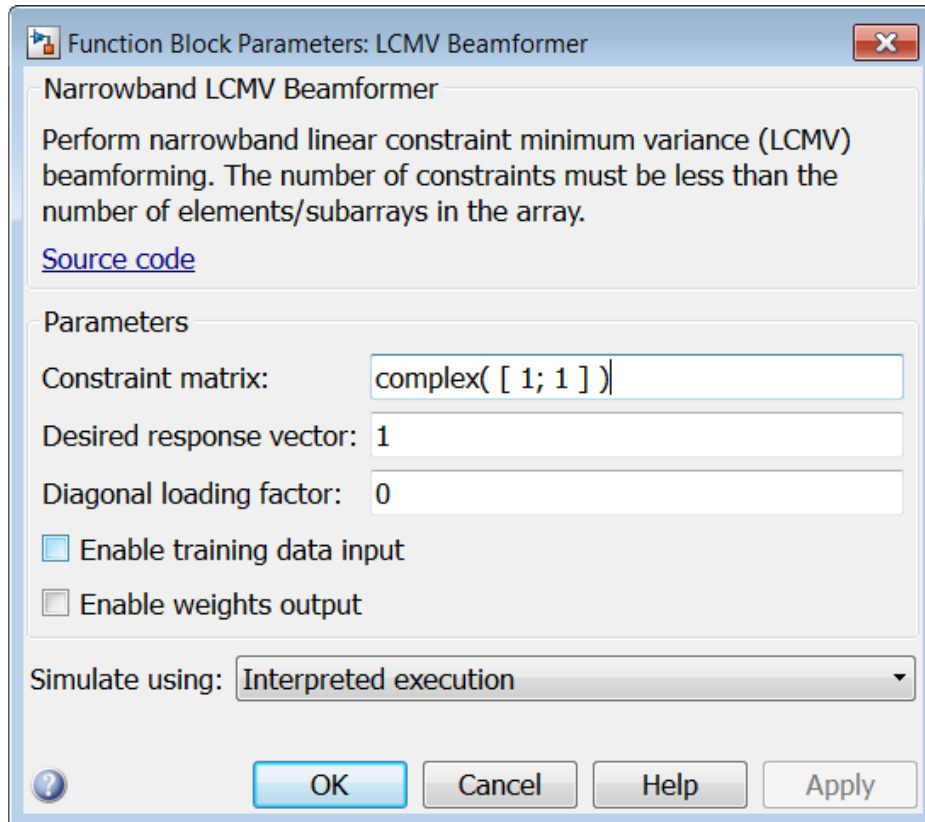 Function Block Parameters: LCMV Beamformer
Narrowband LCMV Beamformer
Perform narrowband linear constraint minimum variance (LCMV)
beamforming. The number of constraints must be less than the
number of elements/subarrays in the array.
Source code
Parameters
Constraint matrix: complex( [ 1; 1 ] )
Desired response vector: 1
Diagonal loading factor: 0
Enable training data input
Enable weights output
Simulate using: Interpreted execution
OK Cancel Help Apply